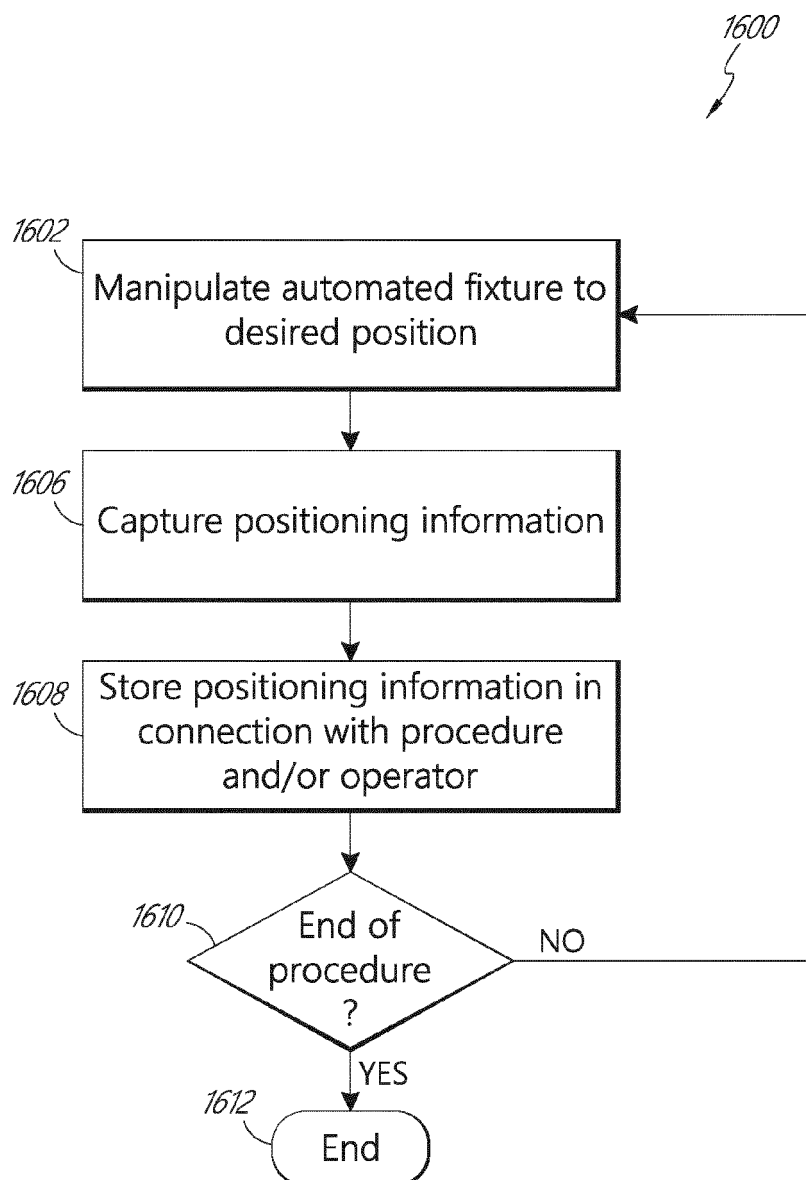 1600
1602
Manipulate automated fixture to
desired position
1606
Capture positioning information
1608
Store positioning information in
connection with procedure
and/or operator
1610
End of
procedure
?
NO
YES
1612
End